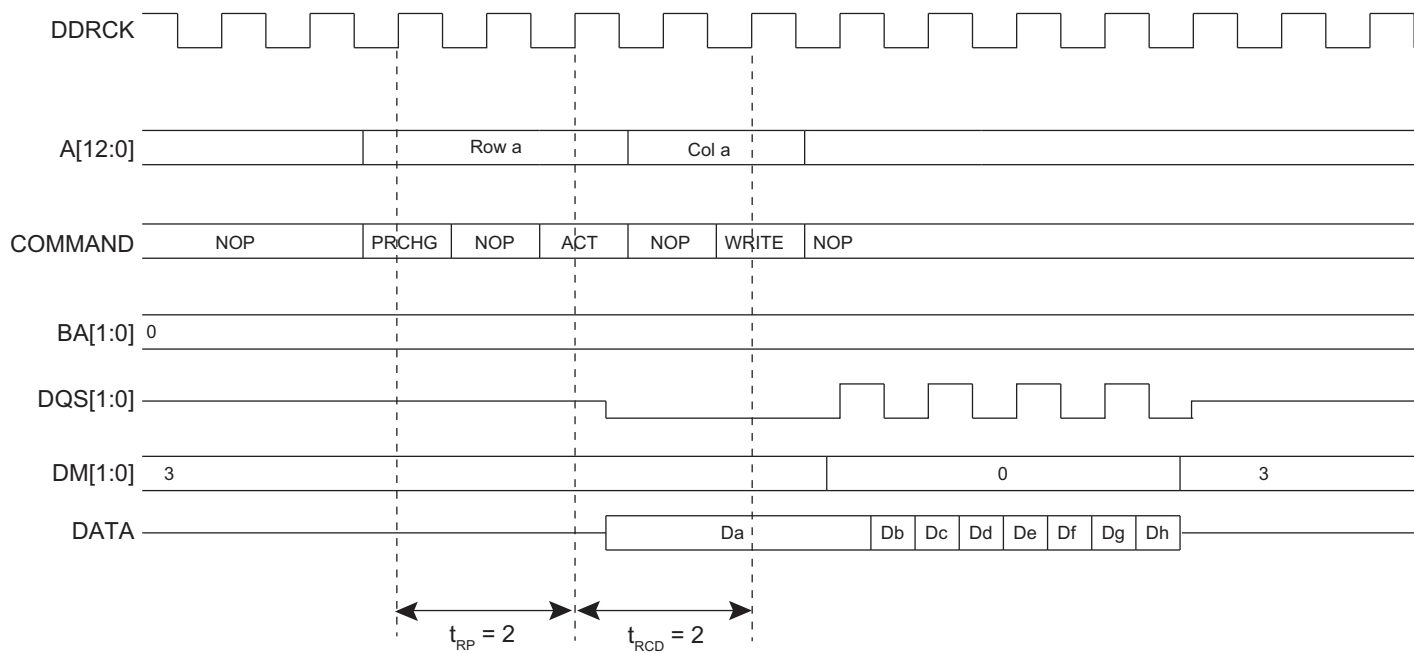 DDRCK
A[12:0] Row a Col a
COMMAND NOP PRCHG NOP ACT NOP WRITE NOP
BA[1:0] 0
DQS[1:0]
DM[1:0] 3 0 3
DATA Da Db Dc Dd De Df Dg Dh
tRP = 2 tRCD = 2